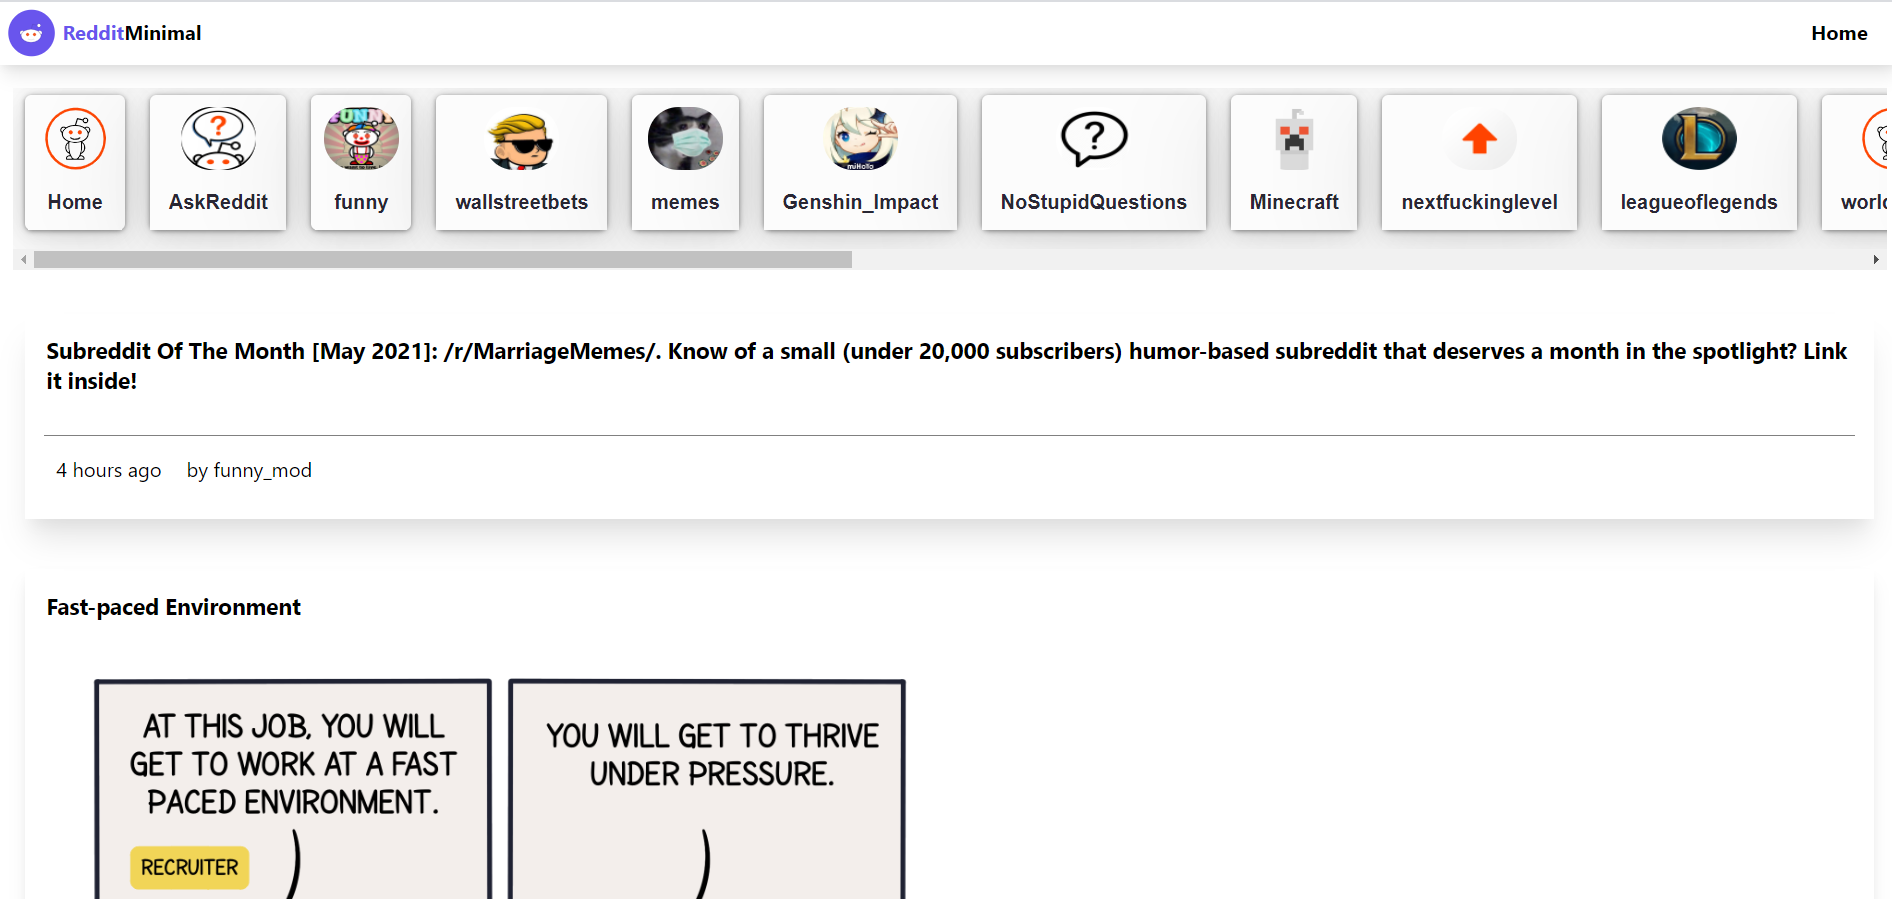 RedditMinimal Home
Home AskReddit funny wallstreetbets memes Genshin_Impact NoStupidQuestions Minecraft nextfuckinglevel leagueoflegends
Subreddit Of The Month [May 2021]: /r/MarriageMemes/. Know of a small (under 20,000 subscribers) humor-based subreddit that deserves a month in the spotlight? Link
it inside!
4 hours ago by funny_mod
Fast-paced Environment
AT THIS JOB, YOU WILL
GET TO WORK AT A FAST
PACED ENVIRONMENT.
RECRUITER
YOU WILL GET TO THRIVE
UNDER PRESSURE.